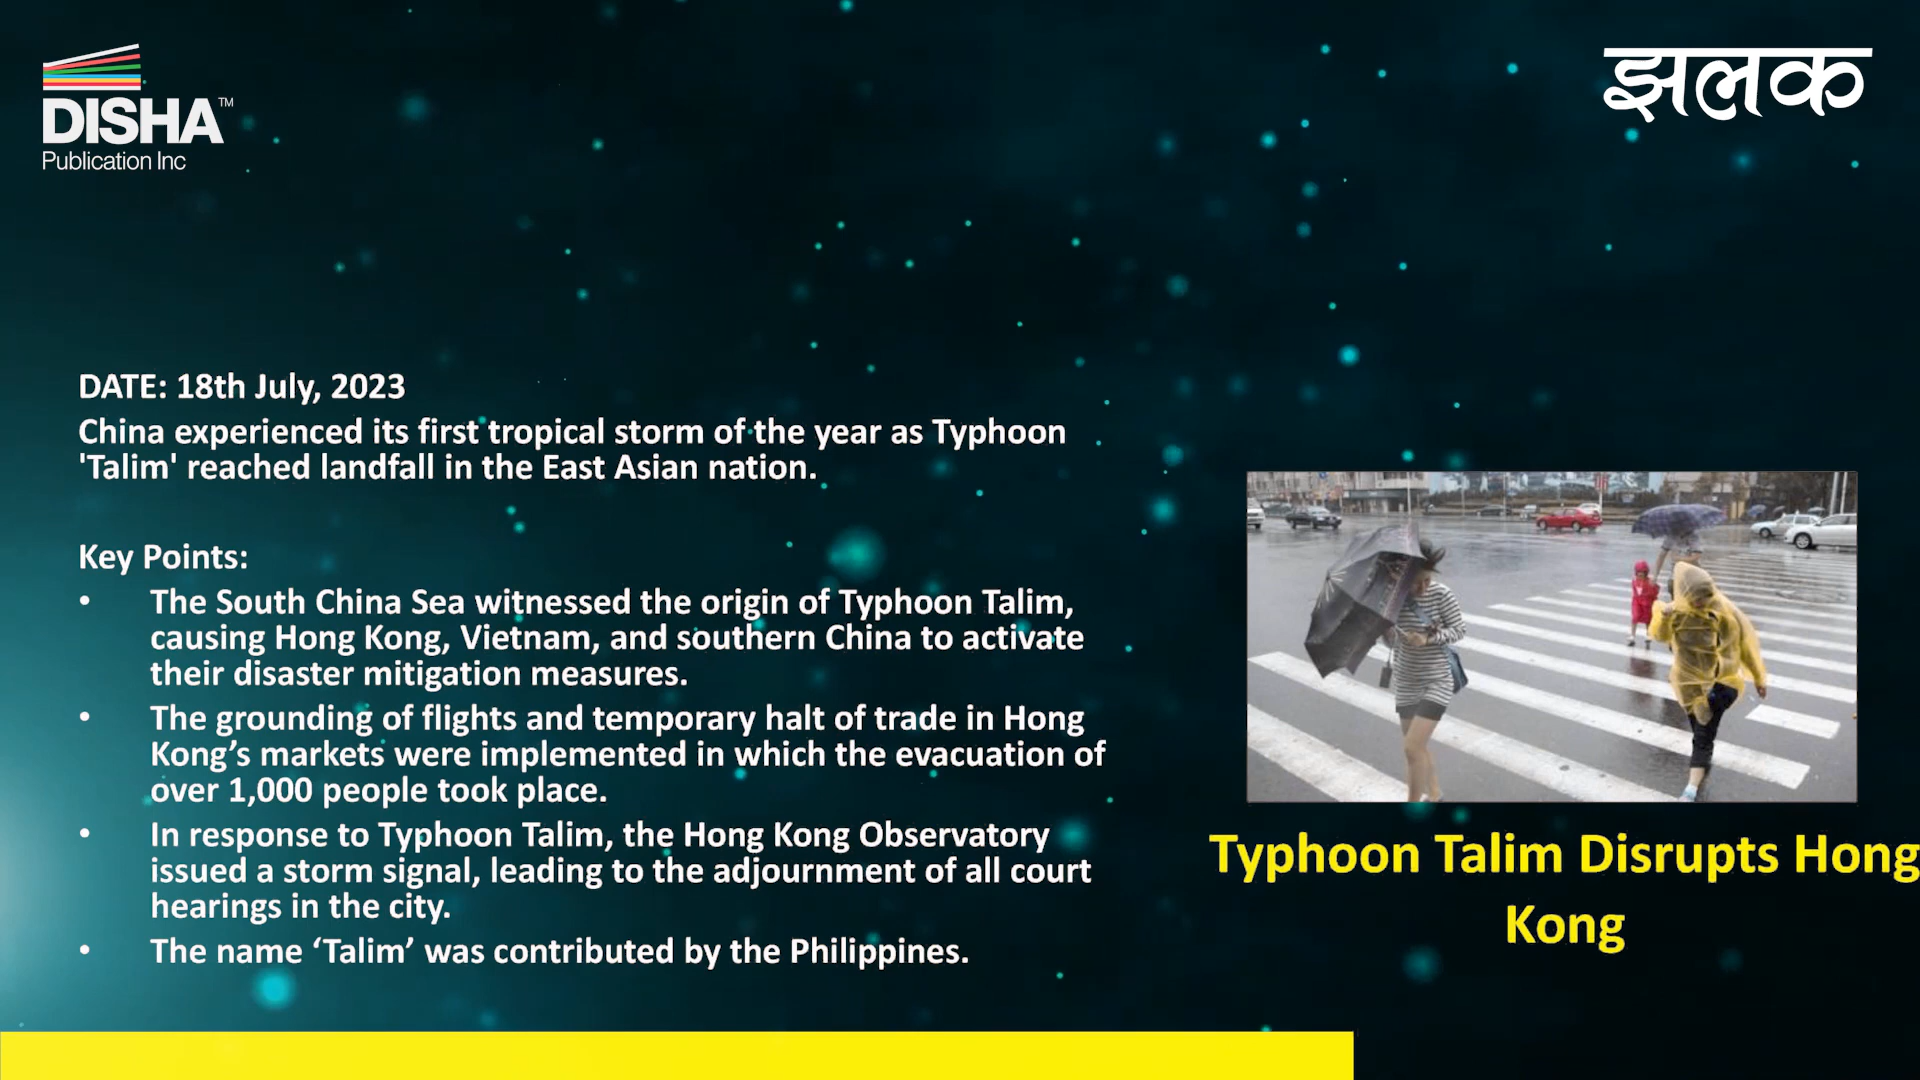 DISHA™
Publication Inc
झलक
DATE: 18th July, 2023
China experienced its first tropical storm of the year as Typhoon
'Talim' reached landfall in the East Asian nation.
Key Points:
• The South China Sea witnessed the origin of Typhoon Talim,
causing Hong Kong, Vietnam, and southern China to activate
their disaster mitigation measures.
• The grounding of flights and temporary halt of trade in Hong
Kong’s markets were implemented in which the evacuation of
over 1,000 people took place.
• In response to Typhoon Talim, the Hong Kong Observatory
issued a storm signal, leading to the adjournment of all court
hearings in the city.
• The name ‘Talim’ was contributed by the Philippines.
Typhoon Talim Disrupts Hong
Kong